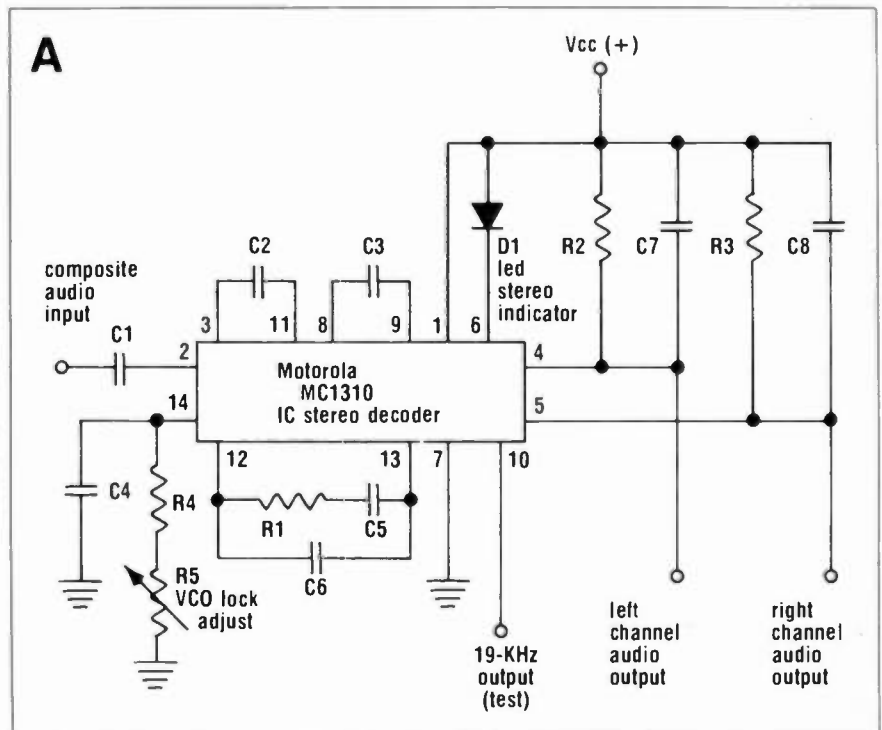 A
Vcc (+)
C2
C3
D1
led
stereo
indicator
R2
C7
R3
C8
composite
audio
input
C1
3
11
8
9
1
6
2
4
Motorola
MC1310
IC stereo decoder
14
5
12
13
7
10
C4
R4
R1
C5
C6
R5
VCO lock
adjust
19-KHz
output
(test)
left
channel
audio
output
right
channel
audio
output